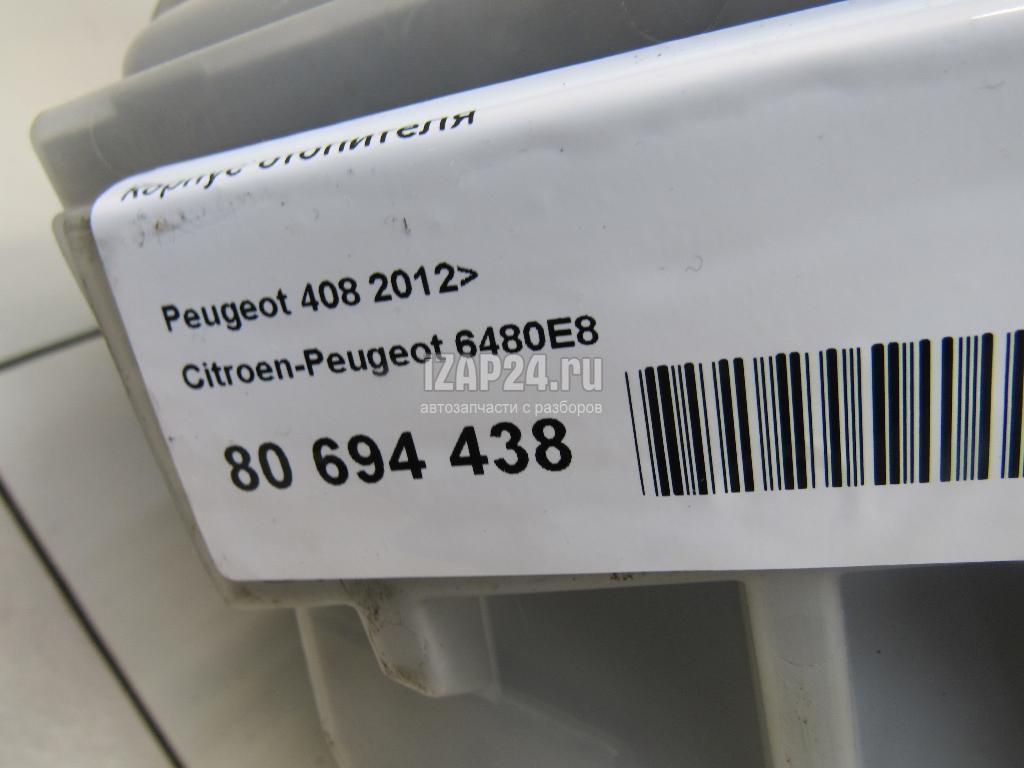 Корпус отопителя
Peugeot 408 2012>
Citroen-Peugeot 6480E8
IZAP24.ru
автозапчасти с разборов
80 694 438